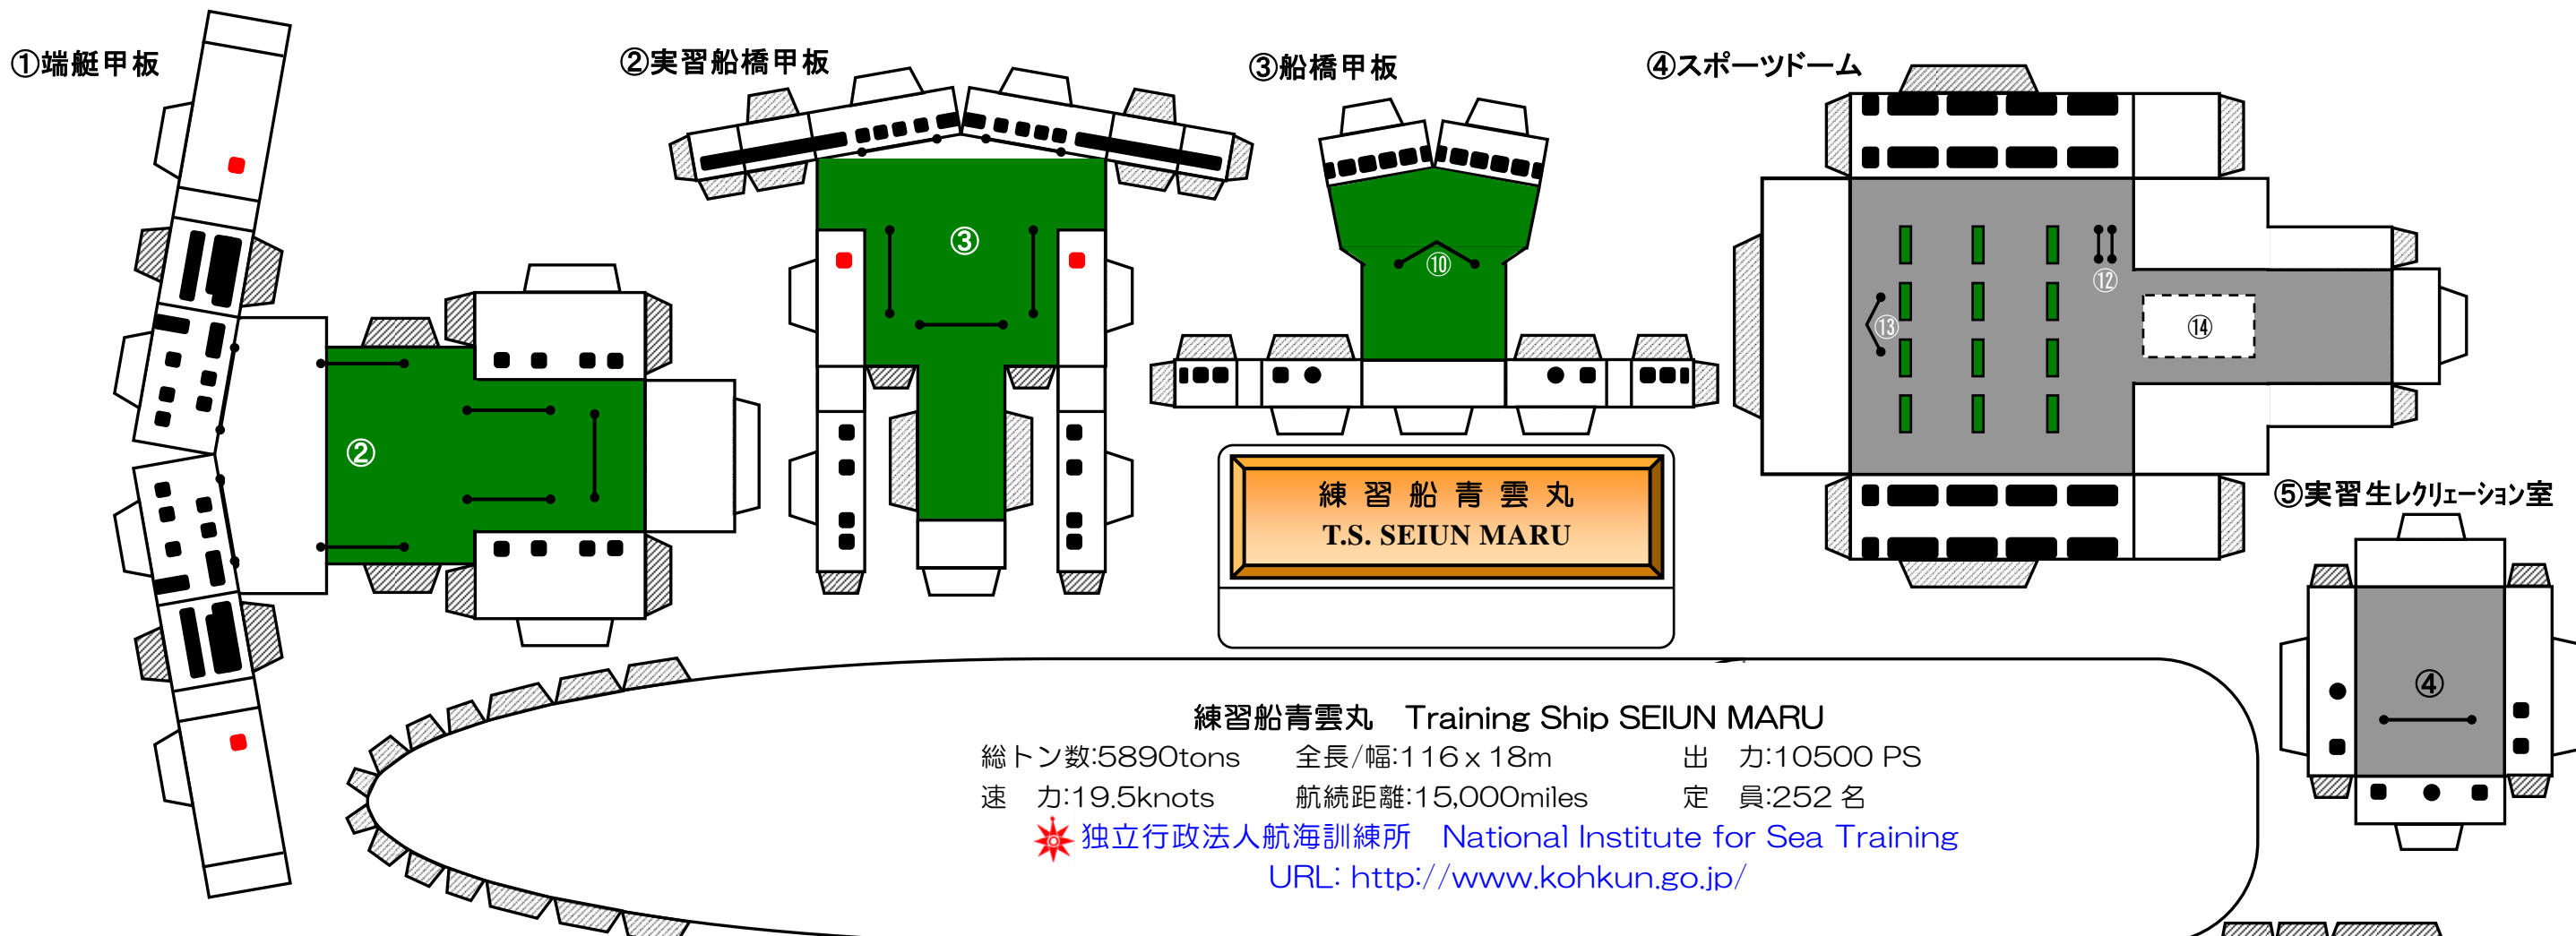 ①端艇甲板
②実習船橋甲板
③船橋甲板
④スポーツドーム
②
③
⑩
⑫
⑬
⑭
練習船青雲丸
T.S. SEIUN MARU
⑤実習生レクリエーション室
④
練習船青雲丸 Training Ship SEIUN MARU
総トン数:5890tons 全長/幅:116 x 18m 出 力:10500 PS
速 力:19.5knots 航続距離:15,000miles 定 員:252 名
独立行政法人航海訓練所 National Institute for Sea Training
URL: http://www.kohkun.go.jp/